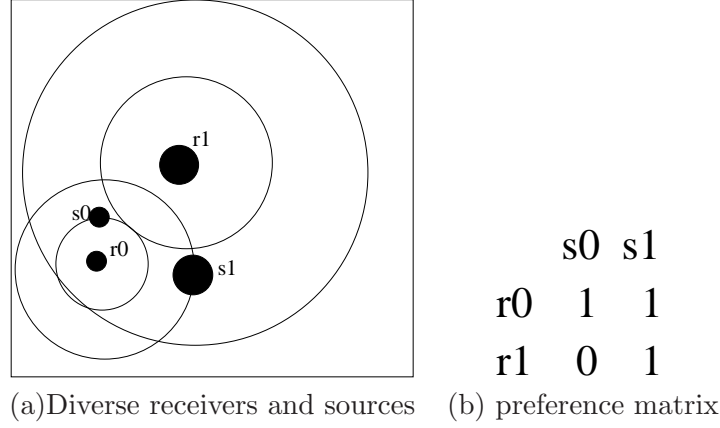 r1
s0
r0
s1
s0 s1
r0 1 1
r1 0 1
(a)Diverse receivers and sources (b) preference matrix